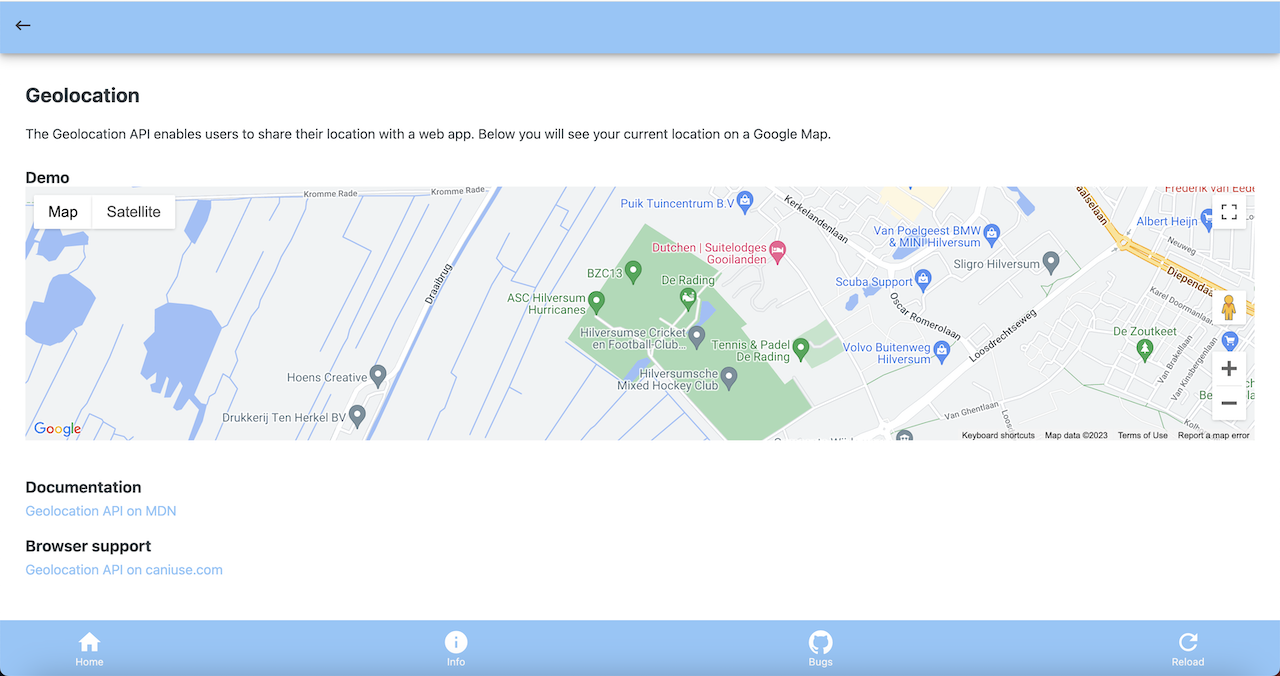 Geolocation
The Geolocation API enables users to share their location with a web app. Below you will see your current location on a Google Map.
Demo
Map
Satellite
Kromme Rade
Kromme Rade
Draaibrug
Puik Tuincentrum B.V
Kerkelandenlaan
Frederik van Eede
Albert Heijn
Neuweg
Van Poelgeest BMW
& MINI Hilversum
Dutchen | Suitelodges
Gooilanden
Sligro Hilversum
BZC13
De Rading
Scuba Support
Diependaa
Karel Doormanlaan
ASC Hilversum
Hurricanes
Oscar Romerolaan
Loosdrechtseweg
Hilversumse Cricket
en Football-Club...
Tennis & Padel
De Rading
Volvo Buitenweg
Hilversum
De Zoutkeet
Van Brakellaan
Van Kinsbergenlaan
Hoens Creative
Hilversumsche
Mixed Hockey Club
Drukkerij Ten Herkel BV
Van Ghentlaan
Google
Keyboard shortcuts
Map data ©2023
Terms of Use
Report a map error
Documentation
Geolocation API on MDN
Browser support
Geolocation API on caniuse.com
Home
Info
Bugs
Reload